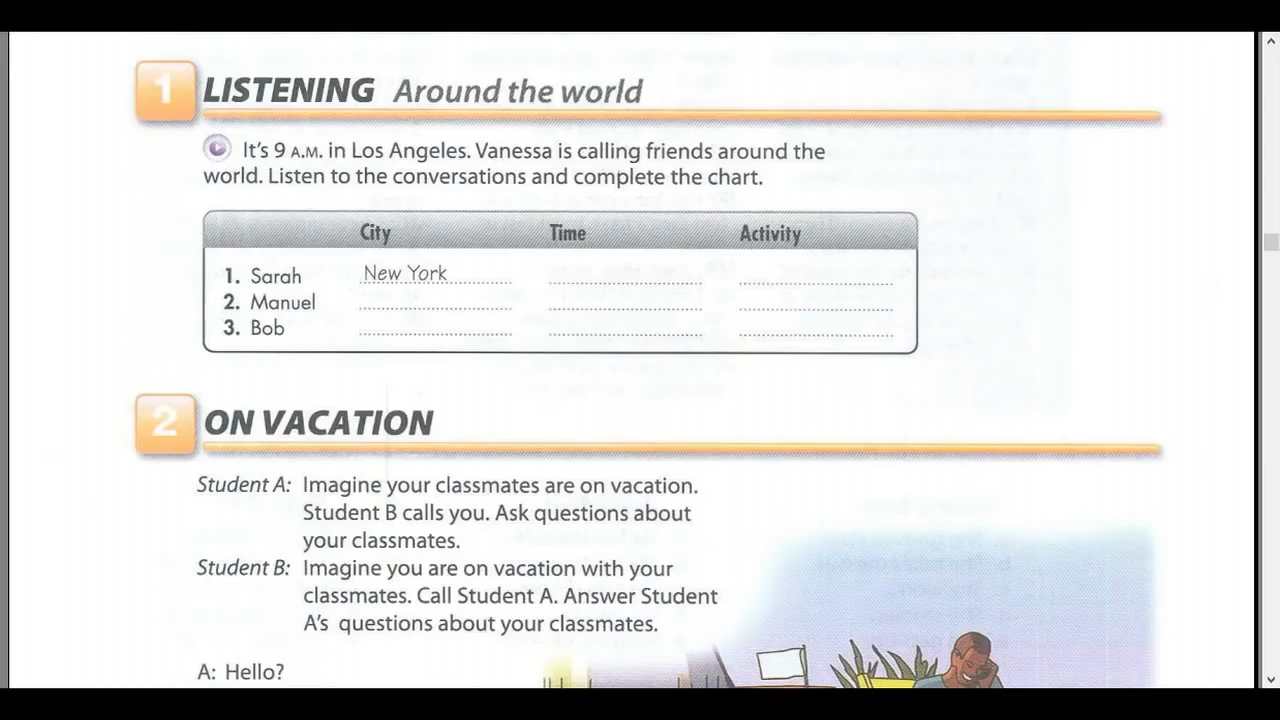 1 LISTENING Around the world
It's 9 A.M. in Los Angeles. Vanessa is calling friends around the
world. Listen to the conversations and complete the chart.
City Time Activity
1. Sarah New York
2. Manuel
3. Bob
2 ON VACATION
Student A: Imagine your classmates are on vacation.
Student B calls you. Ask questions about
your classmates.
Student B: Imagine you are on vacation with your
classmates. Call Student A. Answer Student
A's questions about your classmates.
A: Hello?